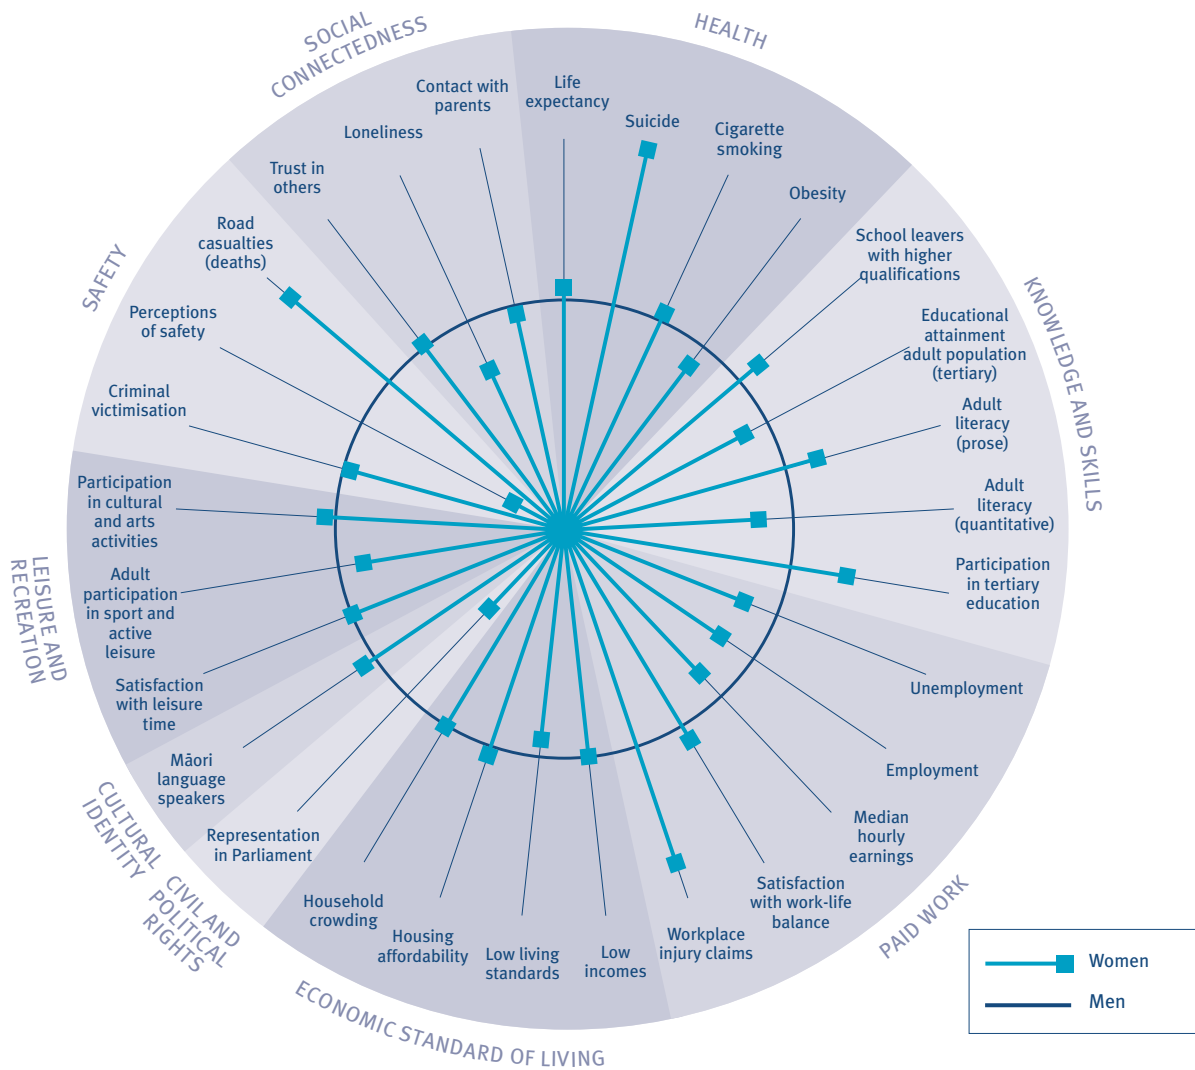 SOCIAL
CONNECTEDNESS
HEALTH
KNOWLEDGE AND SKILLS
PAID WORK
ECONOMIC STANDARD OF LIVING
CIVIL AND
POLITICAL
RIGHTS
CULTURAL
IDENTITY
LEISURE AND
RECREATION
SAFETY
Life
expectancy
Suicide
Cigarette
smoking
Obesity
School leavers
with higher
qualifications
Educational
attainment
adult population
(tertiary)
Adult
literacy
(prose)
Adult
literacy
(quantitative)
Participation
in tertiary
education
Unemployment
Employment
Median
hourly
earnings
Satisfaction
with work-life
balance
Workplace
injury claims
Low
incomes
Low living
standards
Housing
affordability
Household
crowding
Representation
in Parliament
Māori
language
speakers
Satisfaction
with leisure
time
Adult
participation
in sport and
active
leisure
Participation
in cultural
and arts
activities
Criminal
victimisation
Perceptions
of safety
Road
casualties
(deaths)
Trust in
others
Loneliness
Contact with
parents
Women
Men